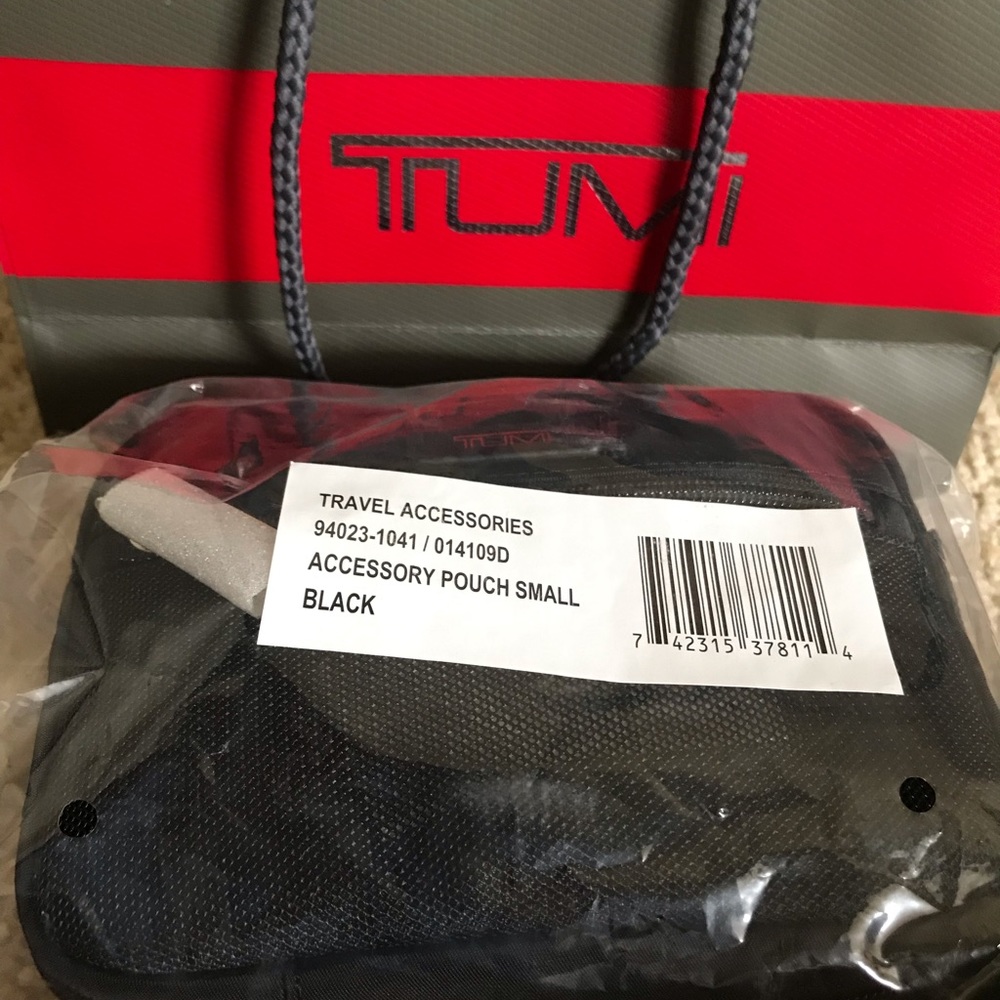 TUMI
TUMI
TRAVEL ACCESSORIES
94023-1041 / 014109D
ACCESSORY POUCH SMALL
BLACK
7 42315 37811 4